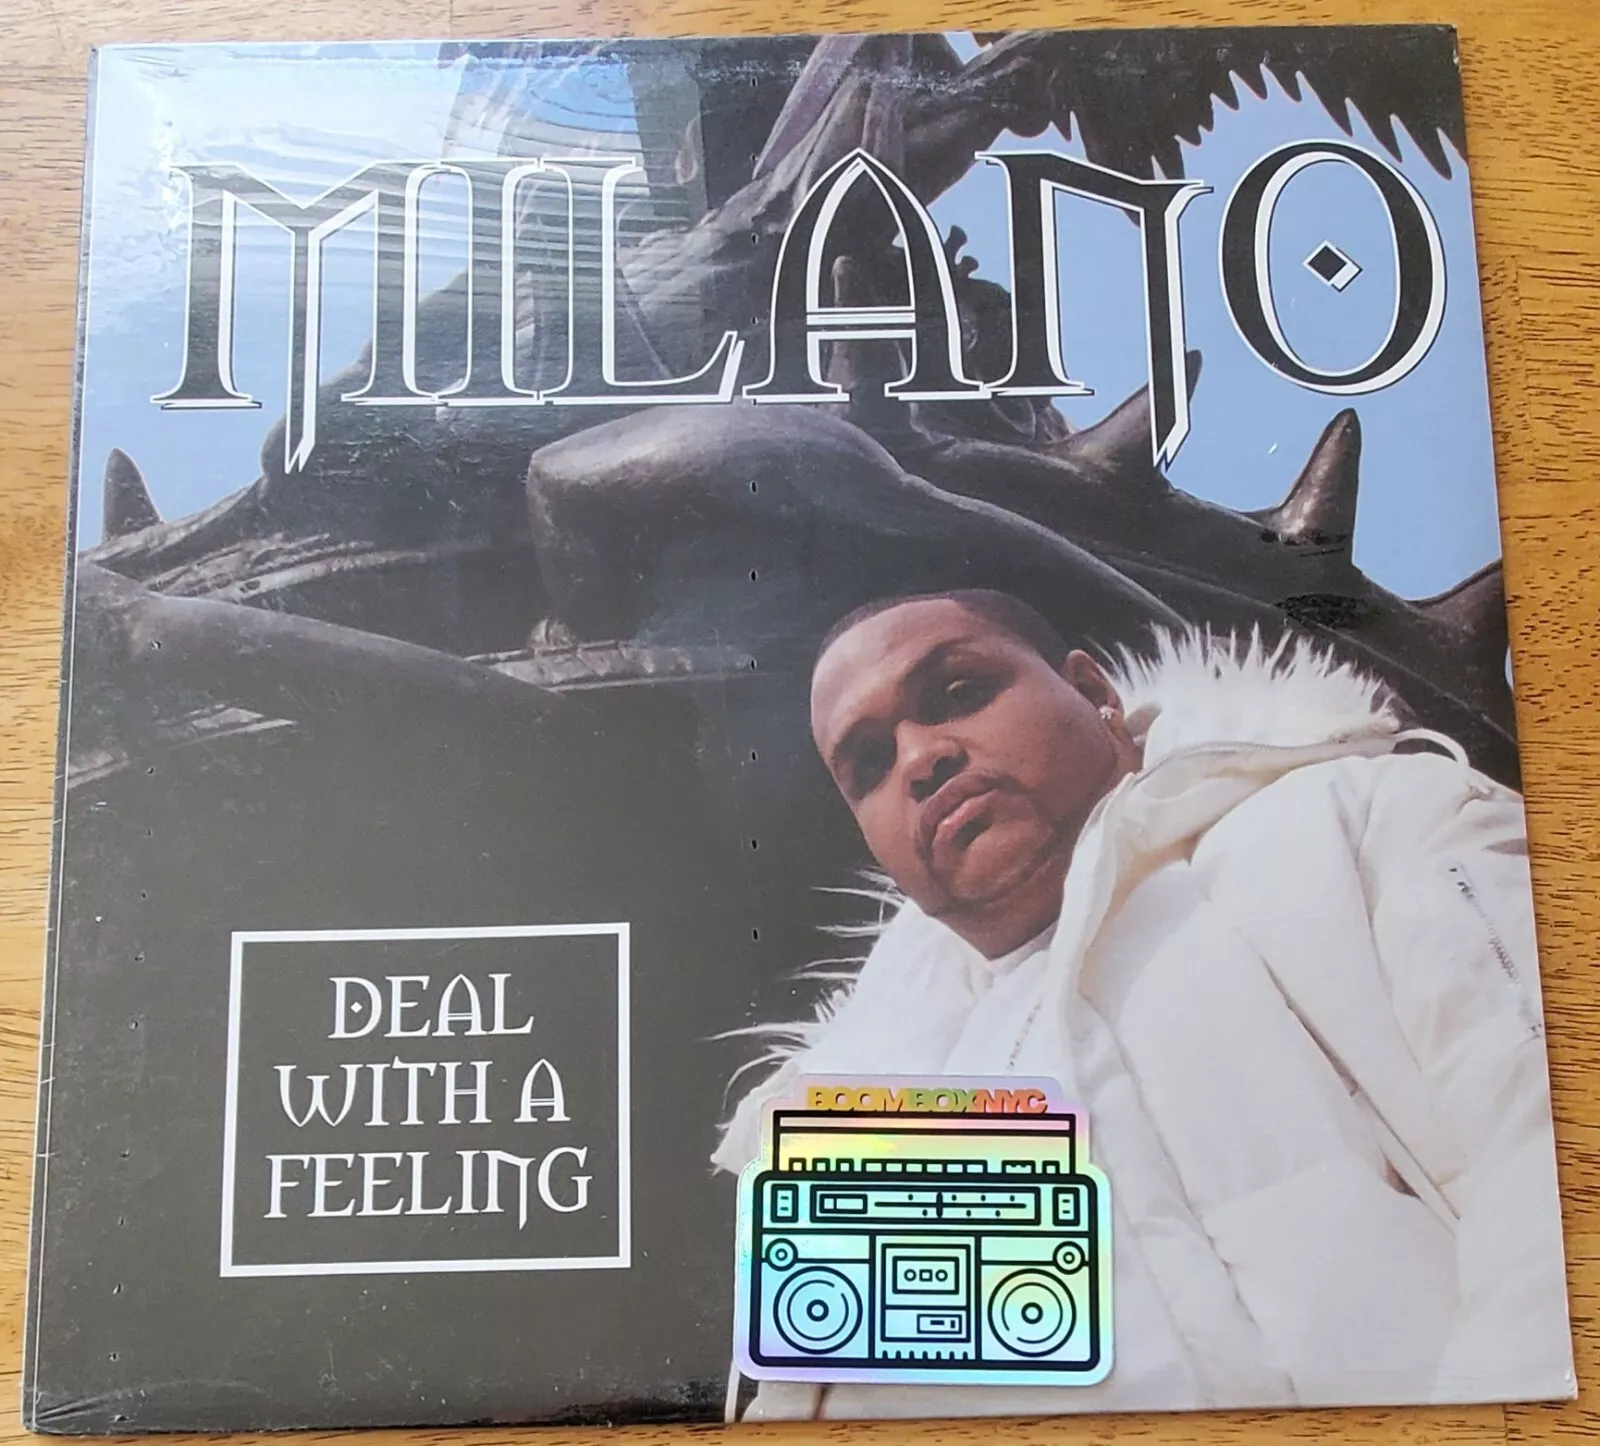 MILANO
DEAL
WITH A
FEELING
BOOMBOXNYC